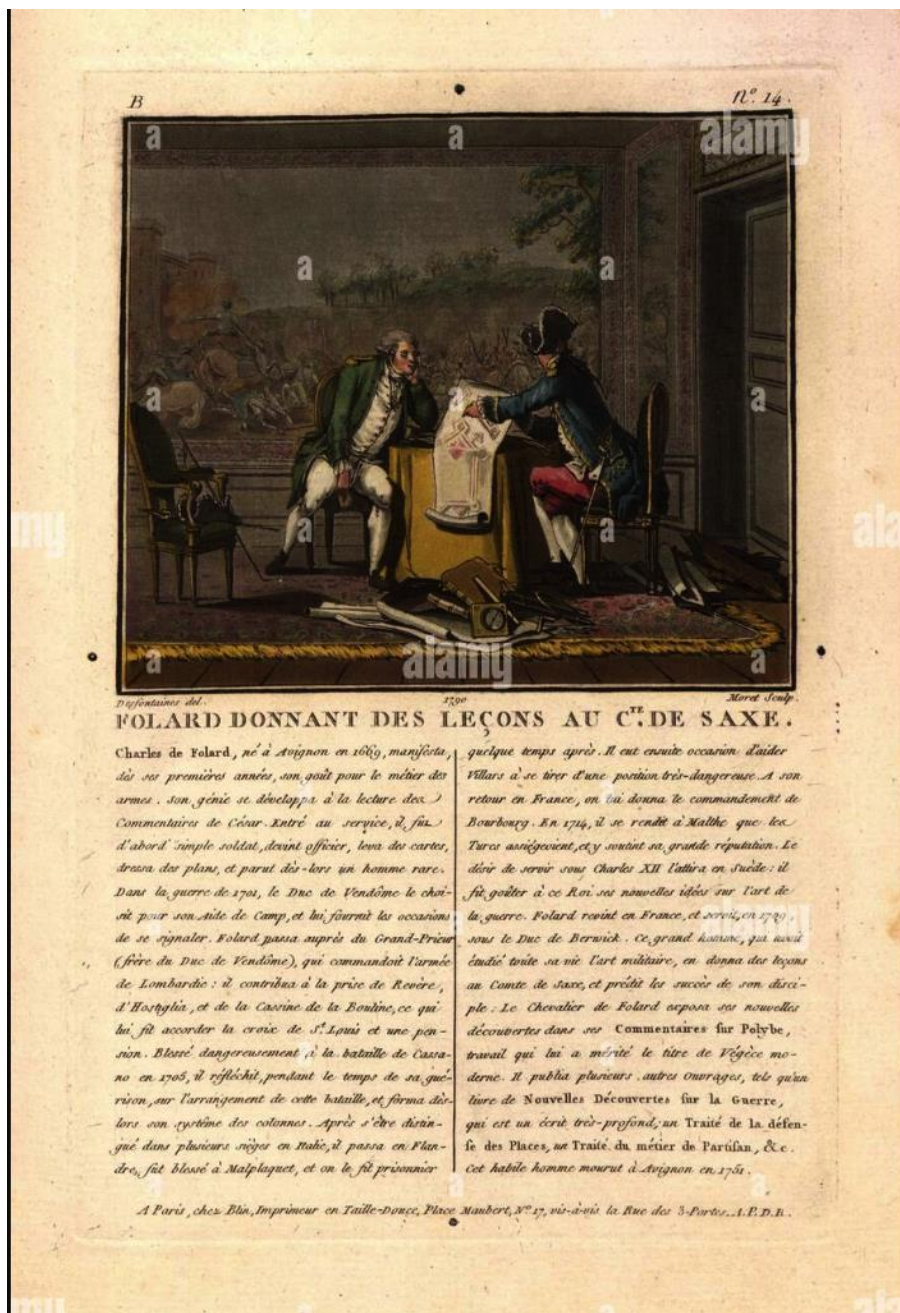 B
N.º 14.
Desfontaines del.
1790
Moret Sculp.
FOLARD DONNANT DES LEÇONS AU C.TE DE SAXE.
Charles de Folard, né à Avignon en 1669, manifesta,
dès ses premières années, son goût pour le métier des
armes. Son génie se développa à la lecture des
Commentaires de César. Entré au service, il fut
d'abord simple soldat, devint officier, leva des cartes,
dressa des plans, et parut dès-lors un homme rare.
Dans la guerre de 1701, le Duc de Vendôme le choi-
sit pour son Aide de Camp, et lui fournit les occasions
de se signaler. Folard passa auprès du Grand-Prieur
(frère du Duc de Vendôme), qui commandoit l'armée
de Lombardie : il contribua à la prise de Revère,
d'Hostiglia, et de la Cassine de la Bouline, ce qui
lui fit accorder la croix de S.t Louis et une pen-
sion. Blessé dangereusement à la bataille de Cassa-
no en 1705, il réfléchit, pendant le temps de sa gué-
rison, sur l'arrangement de cette bataille, et forma dès-
lors son système des colonnes. Après s'être distin-
gué dans plusieurs sièges en Italie, il passa en Flan-
dre, fut blessé à Malplaquet, et on le fit prisonnier
quelque temps après. Il eut ensuite occasion d'aider
Villars à se tirer d'une position très-dangereuse. A son
retour en France, on lui donna le commandement de
Bourbourg. En 1714, il se rendit à Malthe que les
Turcs assiégeoient, et y soutint sa grande réputation. Le
désir de servir sous Charles XII l'attira en Suède : il
fit goûter à ce Roi ses nouvelles idées sur l'art de
la guerre. Folard revint en France, et servit, en 1719,
sous le Duc de Berwick. Ce grand homme, qui avoit
étudié toute sa vie l'art militaire, en donna des leçons
au Comte de Saxe, et prédit les succès de son disci-
ple : Le Chevalier de Folard exposa ses nouvelles
découvertes dans ses Commentaires sur Polybe,
travail qui lui a mérité le titre de Végèce mo-
derne. Il publia plusieurs autres Ouvrages, tels qu'un
livre de Nouvelles Découvertes sur la Guerre,
qui est un écrit très-profond, un Traité de la défen-
se des Places, un Traité du métier de Partisan, &c.
Cet habile homme mourut à Avignon en 1751.
A Paris, chez Blin, Imprimeur en Taille-Douce, Place Maubert, N.º 17, vis-à-vis la Rue des 3-Portes. A.P.D.R.
alamy
alamy
alamy